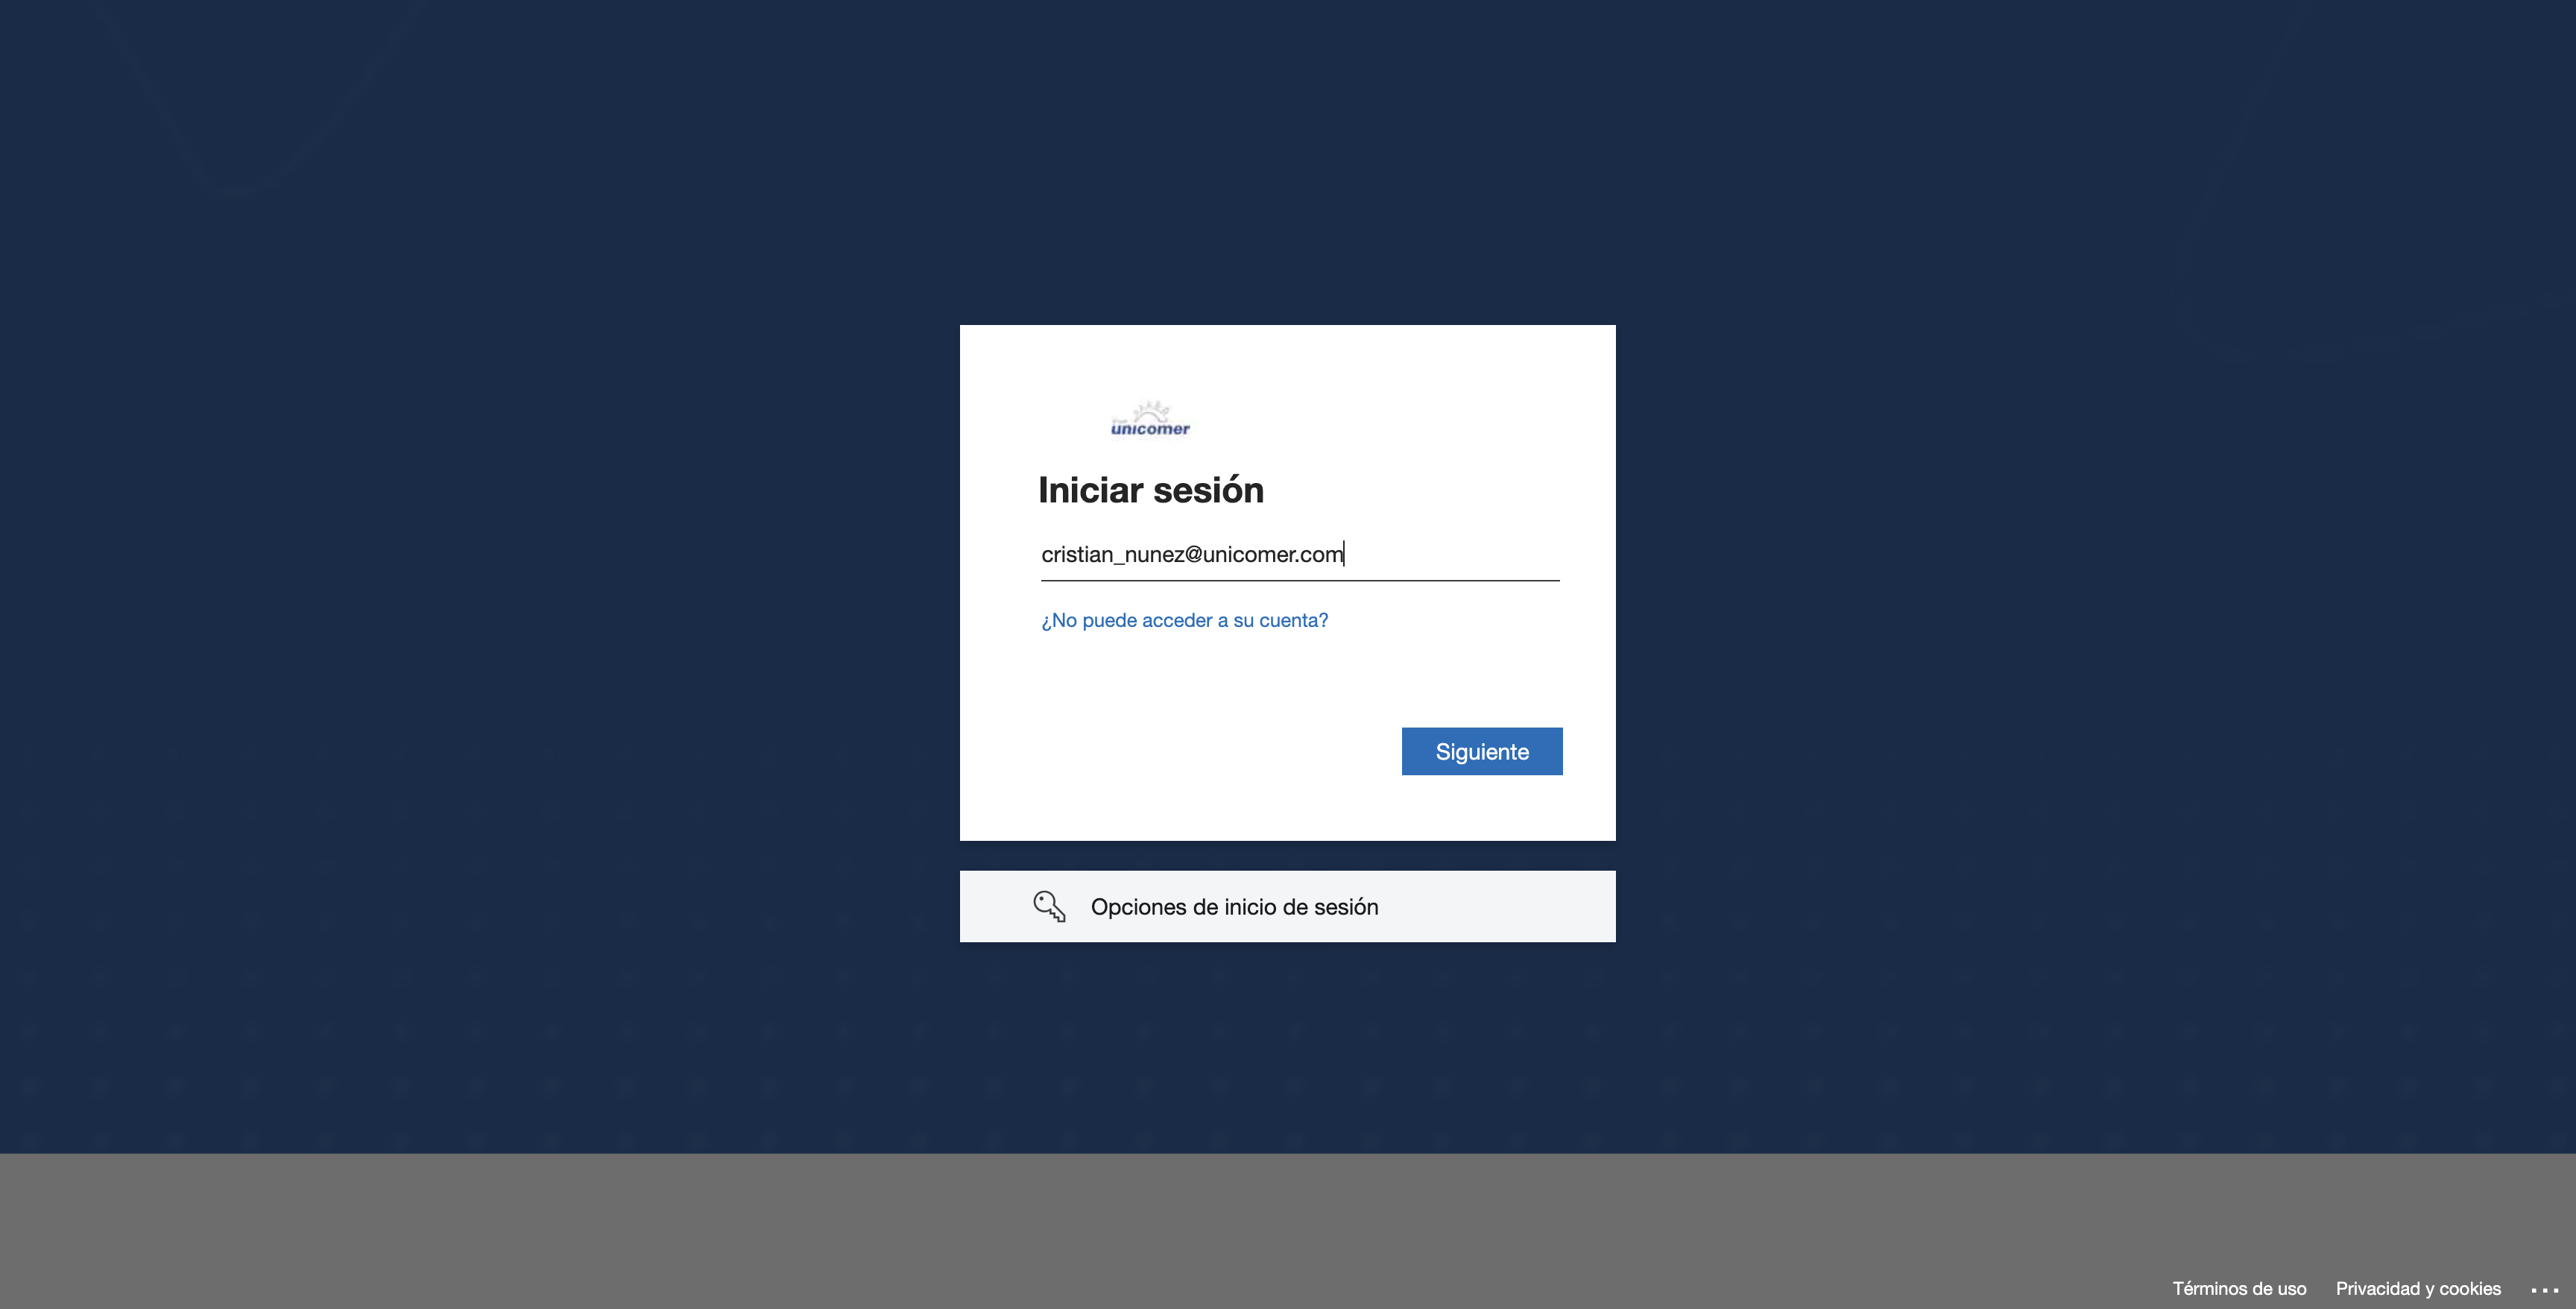 unicomer
Iniciar sesión
cristian_nunez@unicomer.com
¿No puede acceder a su cuenta?
Siguiente
Opciones de inicio de sesión
Términos de uso Privacidad y cookies ...